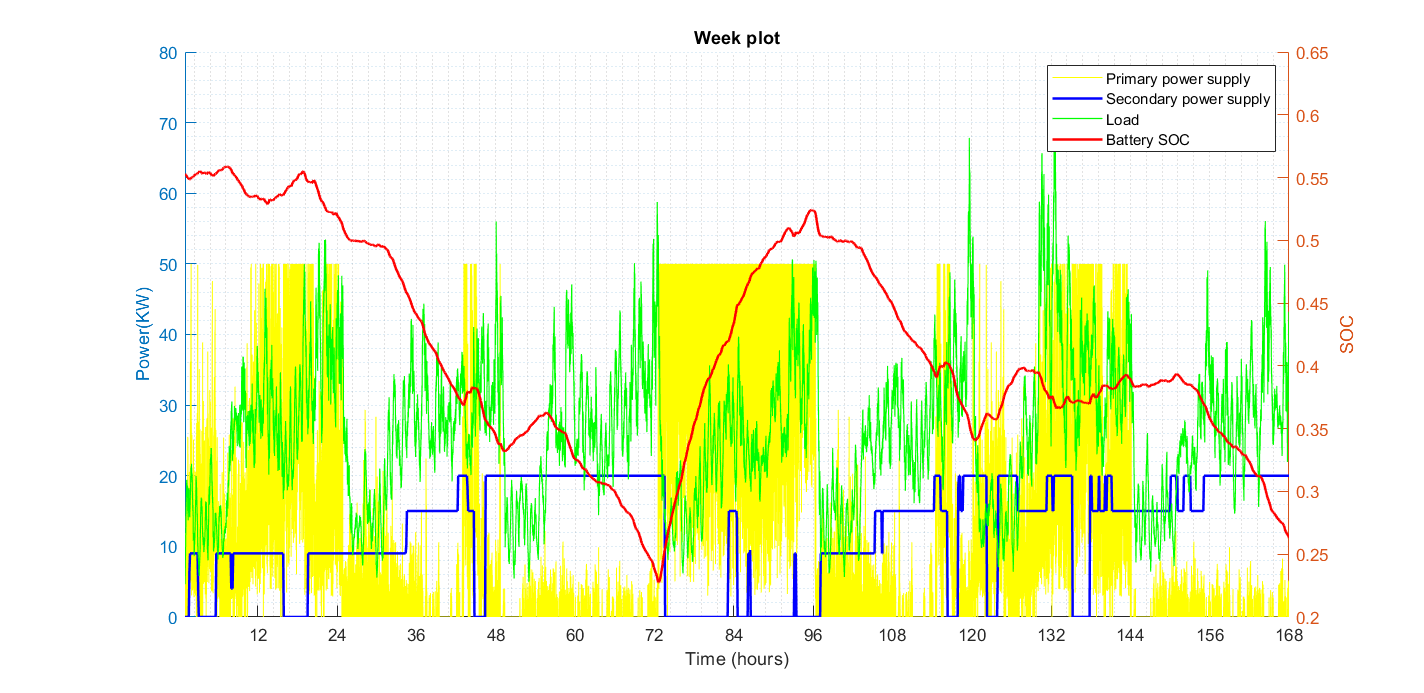 Week plot
80
70
60
50
40
30
20
10
0
Power(KW)
0.65
0.6
0.55
0.5
0.45
0.4
0.35
0.3
0.25
0.2
SOC
Primary power supply
Secondary power supply
Load
Battery SOC
12 24 36 48 60 72 84 96 108 120 132 144 156 168
Time (hours)